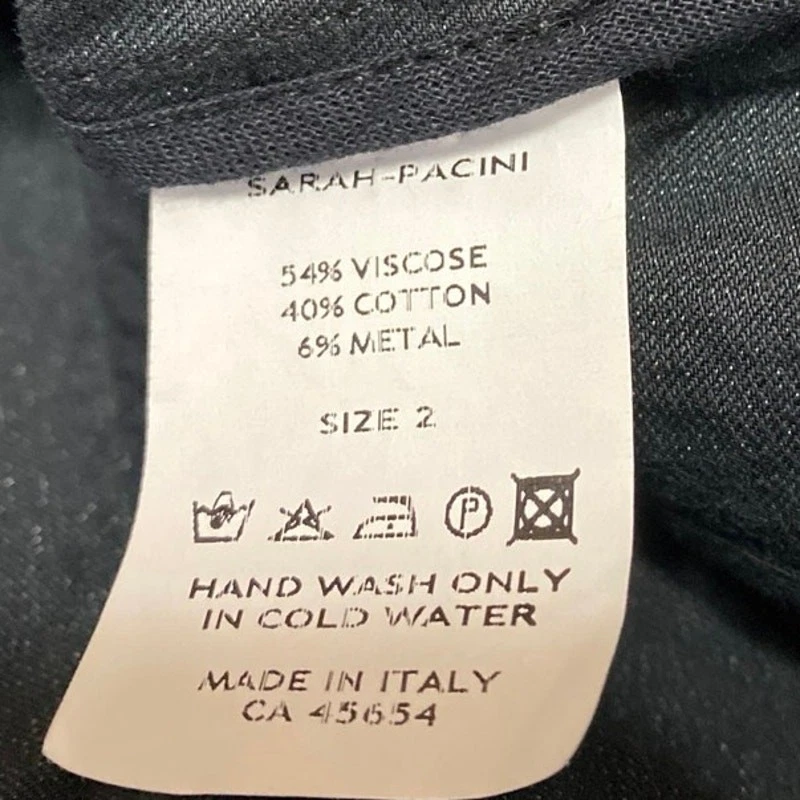 SARAH-PACINI
54% VISCOSE
40% COTTON
6% METAL
SIZE 2
P
HAND WASH ONLY
IN COLD WATER
MADE IN ITALY
CA 45654